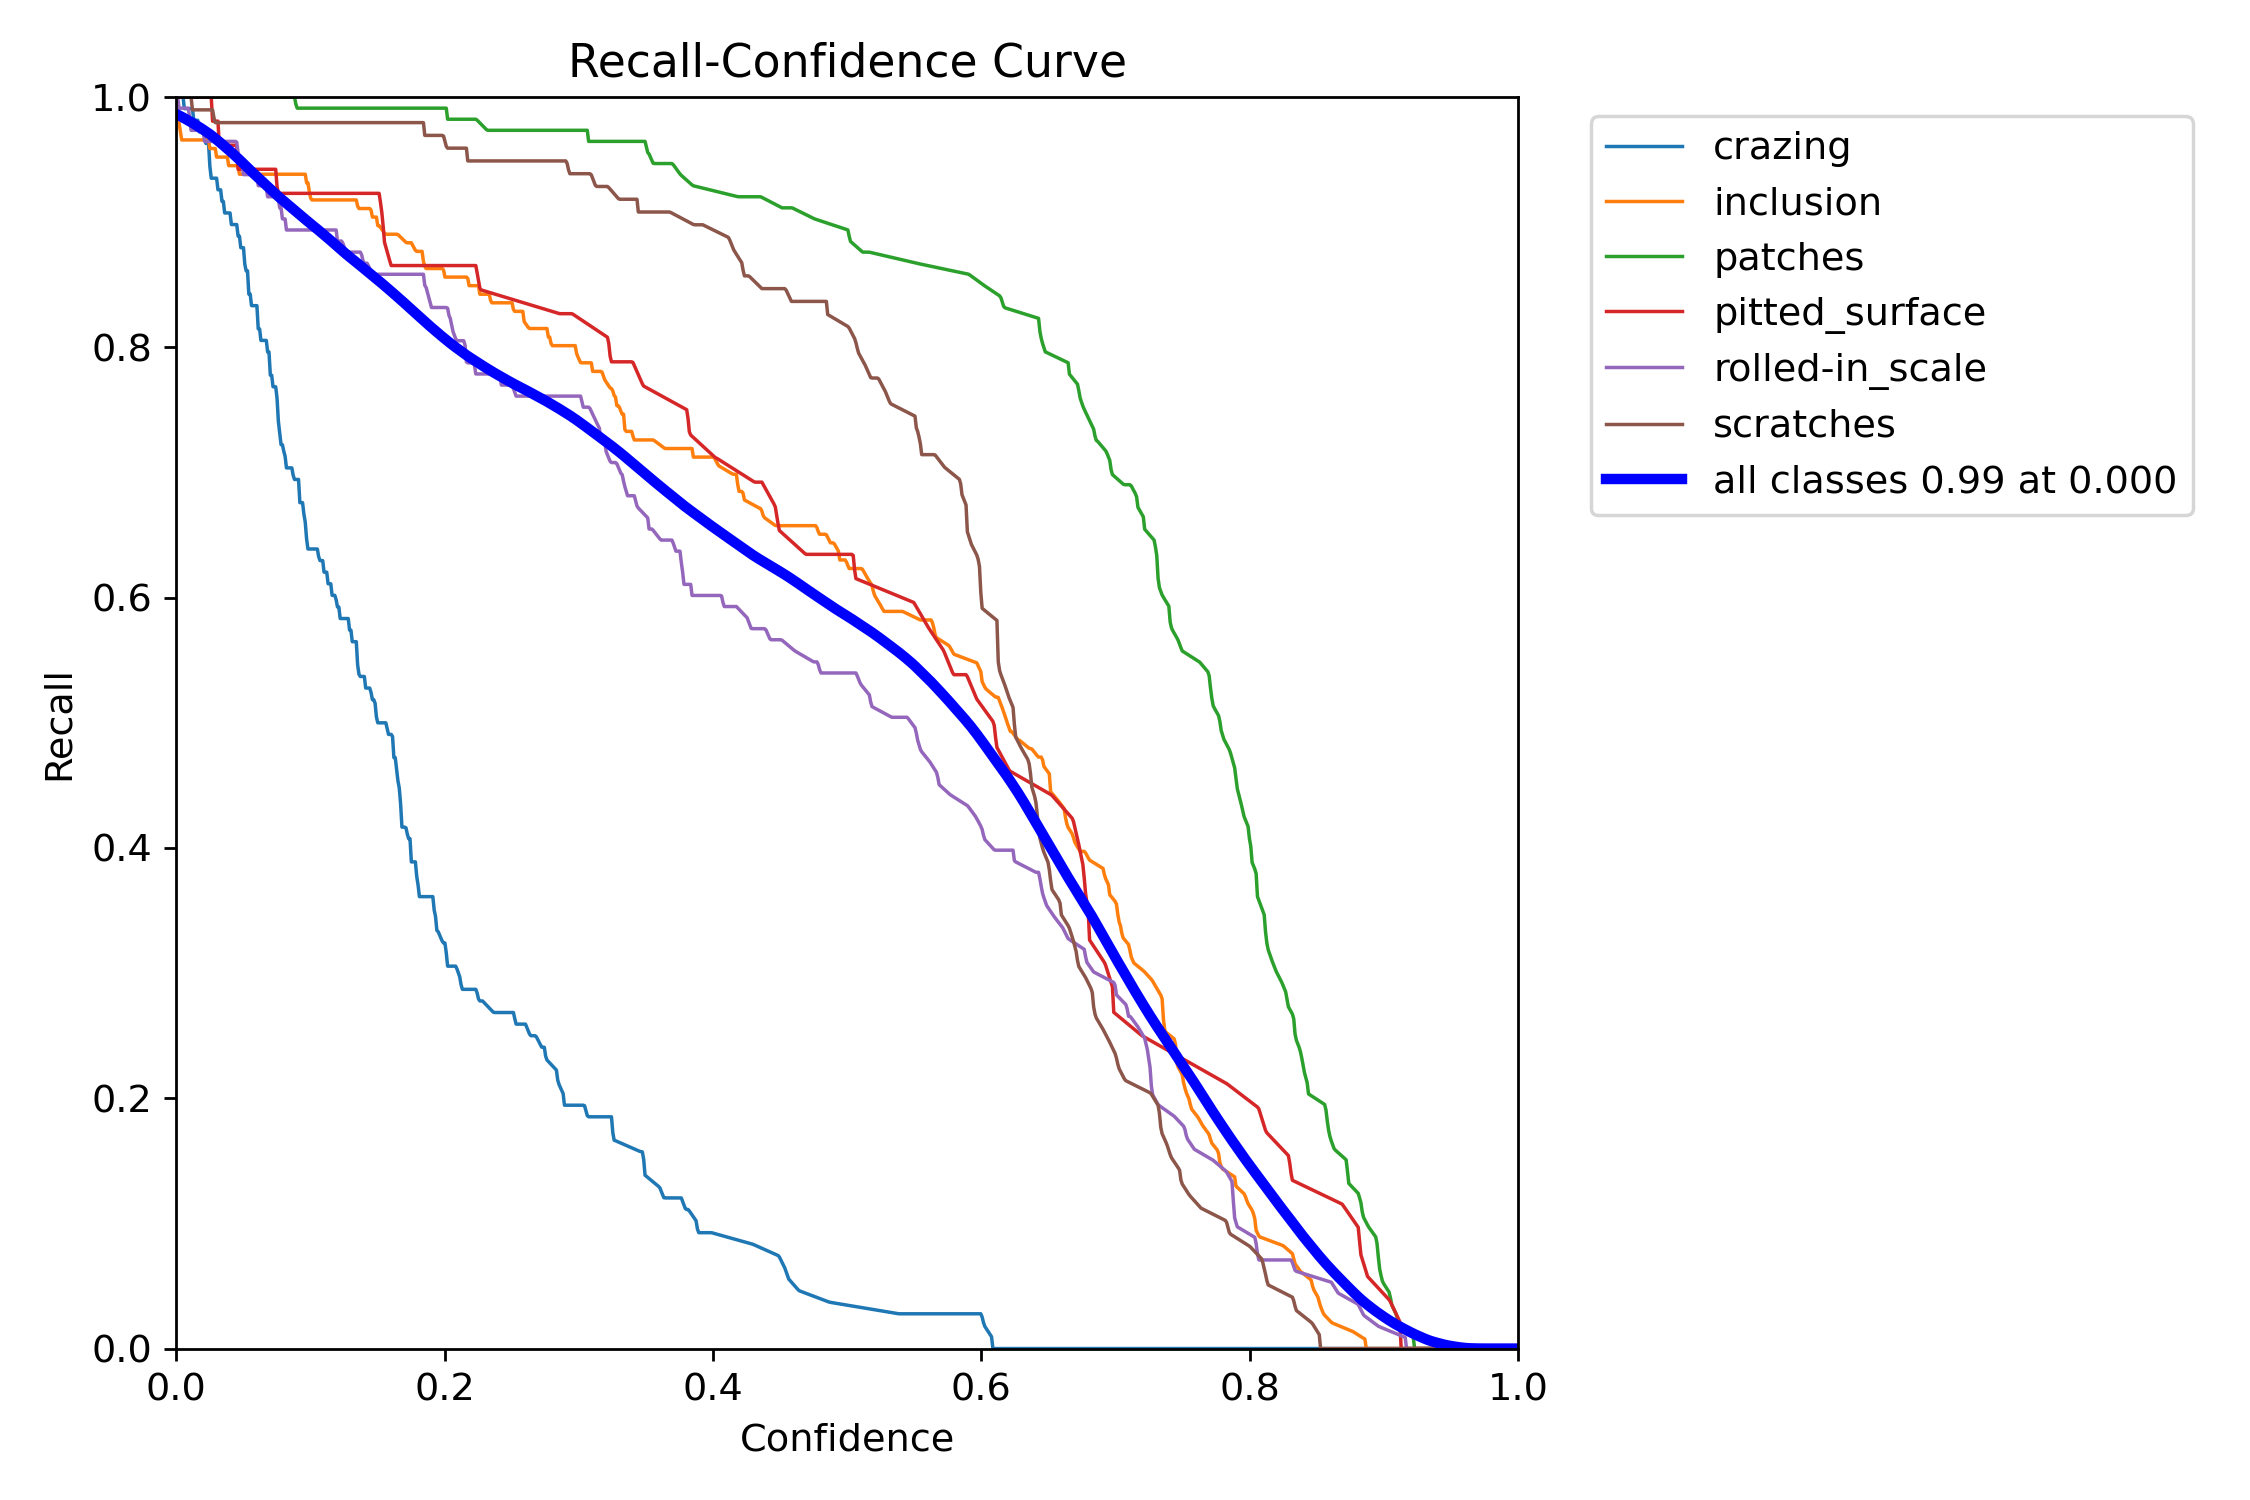 Recall-Confidence Curve
1.0
0.8
0.6
0.4
0.2
0.0
Recall
0.0 0.2 0.4 0.6 0.8 1.0
Confidence
crazing
inclusion
patches
pitted_surface
rolled-in_scale
scratches
all classes 0.99 at 0.000